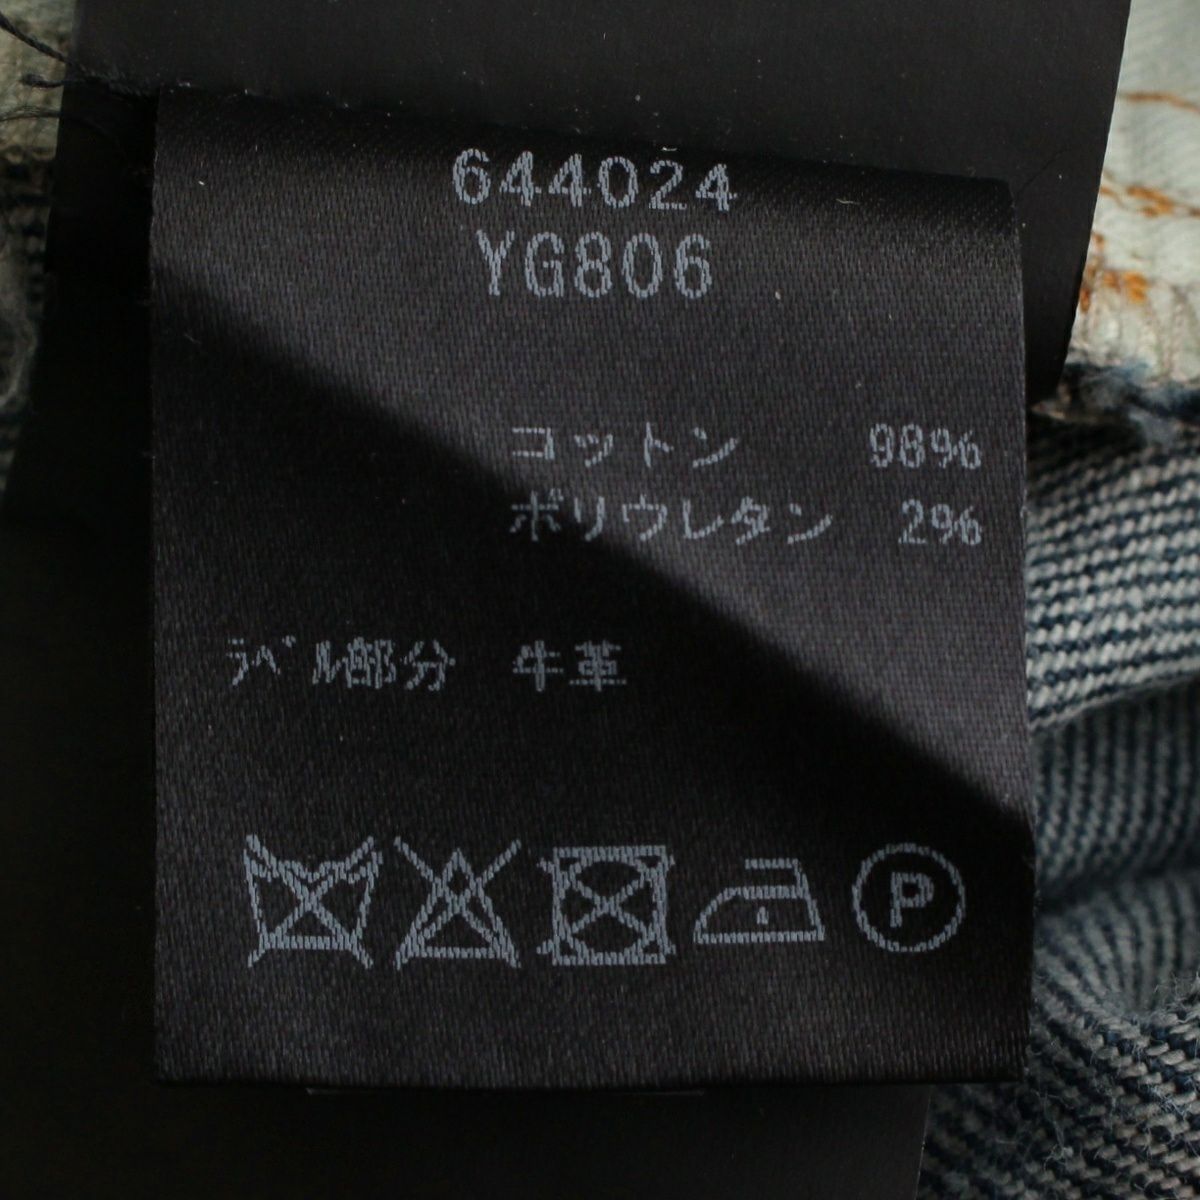 644024
YG806
コットン 98%
ポリウレタン 2%
ﾗﾍﾞﾙ部分 牛革
P